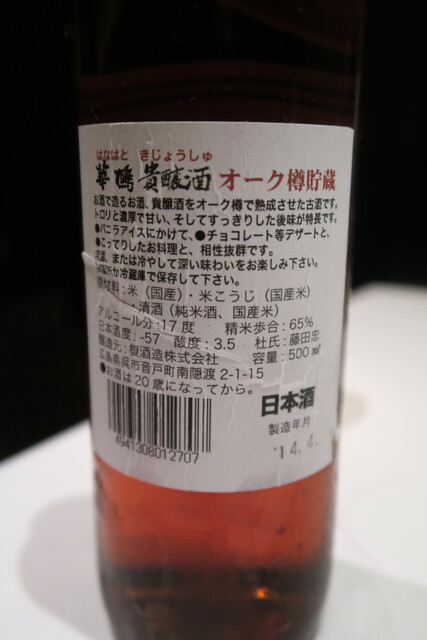 はなはと きじょうしゅ
華鳩 貴醸酒 オーク樽貯蔵
お酒で造るお酒、貴醸酒をオーク樽で熟成させた古酒です。
トロリと濃厚で甘い、そしてすっきりした後味が特長です。
●バニラアイスにかけて、●チョコレート等デザートと、
●こってりしたお料理と、相性抜群です。
温、または冷やして深い味わいをお楽しみ下さい。
か冷蔵庫で保存して下さい。
原材料:米(国産)・米こうじ(国産米)
清酒(純米酒、国産米)
アルコール分:17度 精米歩合:65%
日本酒度:-57 酸度:3.5 杜氏:藤田忠
醸造元:榎酒造株式会社 容量:500㎖
広島県呉市音戸町南隠渡2-1-15
●お酒は20歳になってから。
日本酒
製造年月
'14.4.
4941308012707